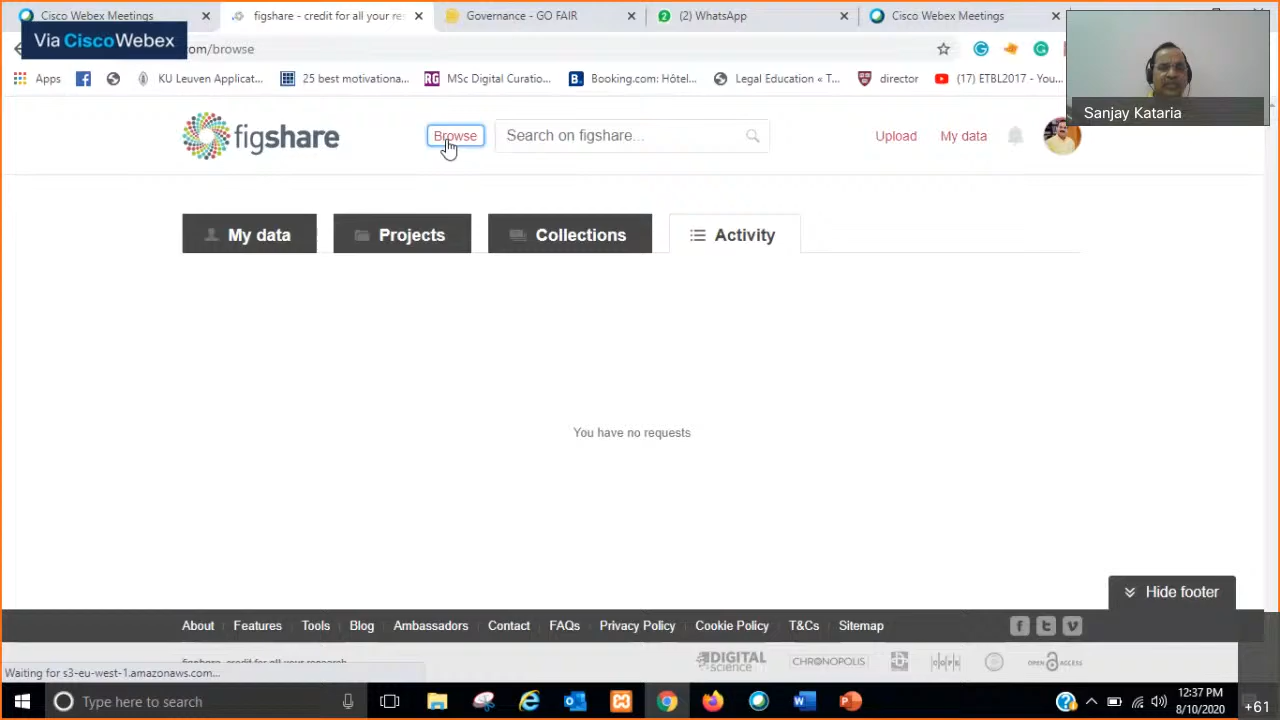 Cisco Webex Meetings
figshare - credit for all your re
Governance - GO FAIR
(2) WhatsApp
Cisco Webex Meetings
Via Cisco Webex
om/browse
Apps
KU Leuven Applicat...
25 best motivationa...
RG
MSc Digital Curatio...
B.
Booking.com: Hôtel...
Legal Education « T...
director
(17) ETBL2017 - You...
Sanjay Kataria
figshare
Browse
Search on figshare...
Upload
My data
My data
Projects
Collections
Activity
You have no requests
Hide footer
About
Features
Tools
Blog
Ambassadors
Contact
FAQs
Privacy Policy
Cookie Policy
T&Cs
Sitemap
DIGITAL science
CHRONOPOLIS
OPEN ACCESS
Waiting for s3-eu-west-1.amazonaws.com...
Type here to search
12:37 PM
8/10/2020
+61